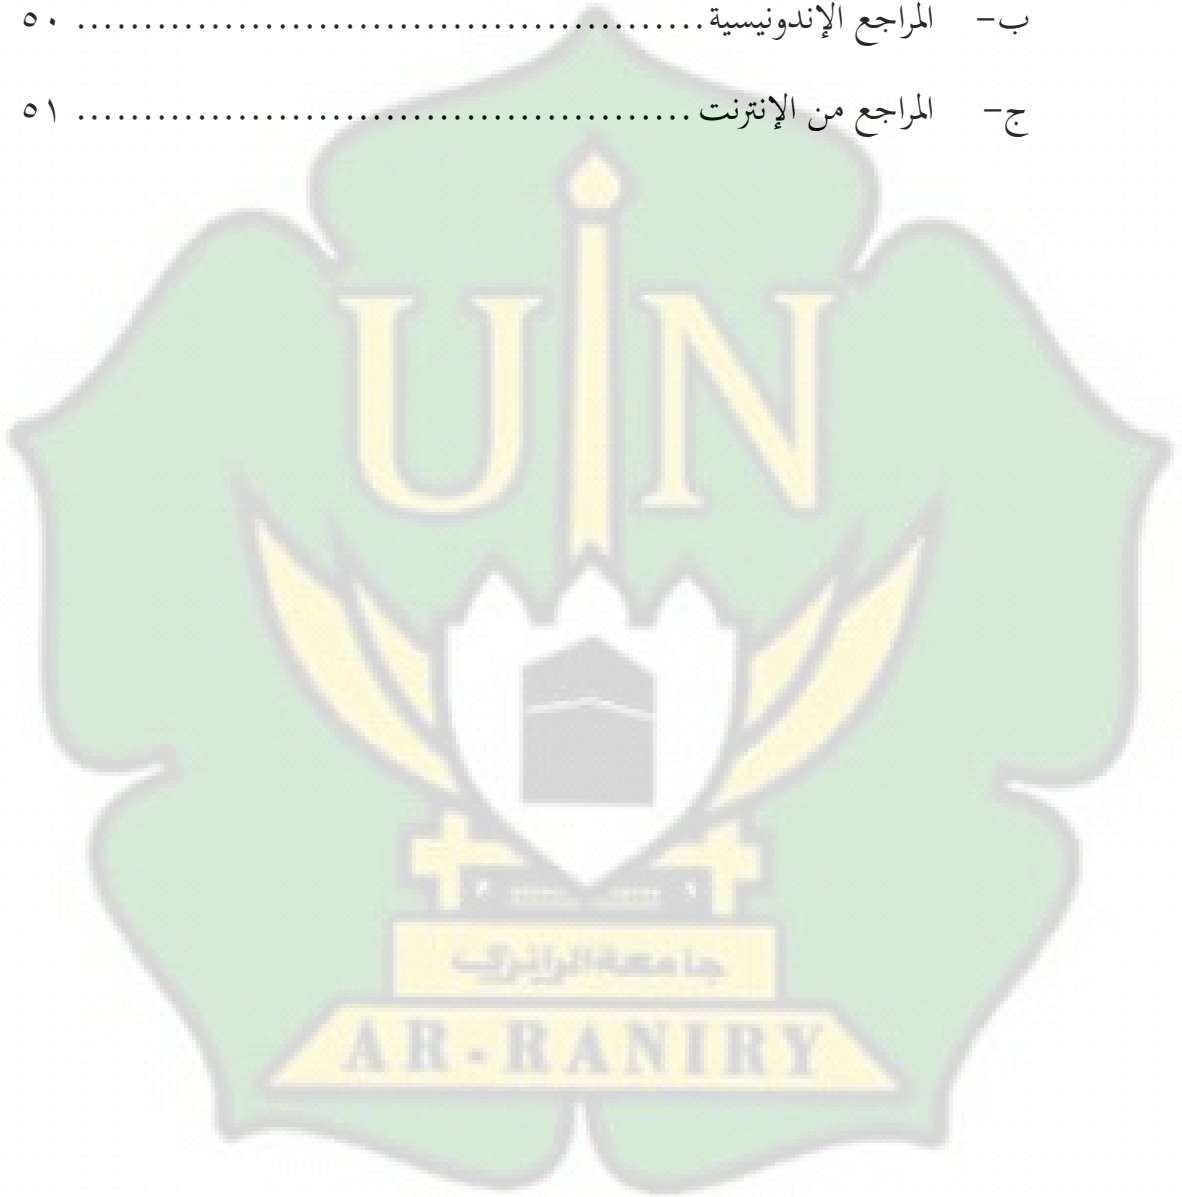 ب- المراجع الإندونيسية ............................................... ٥٠
ج- المراجع من الإنترنت ............................................... ٥١
UIN
جامعة الرانري
AR-RANIRY